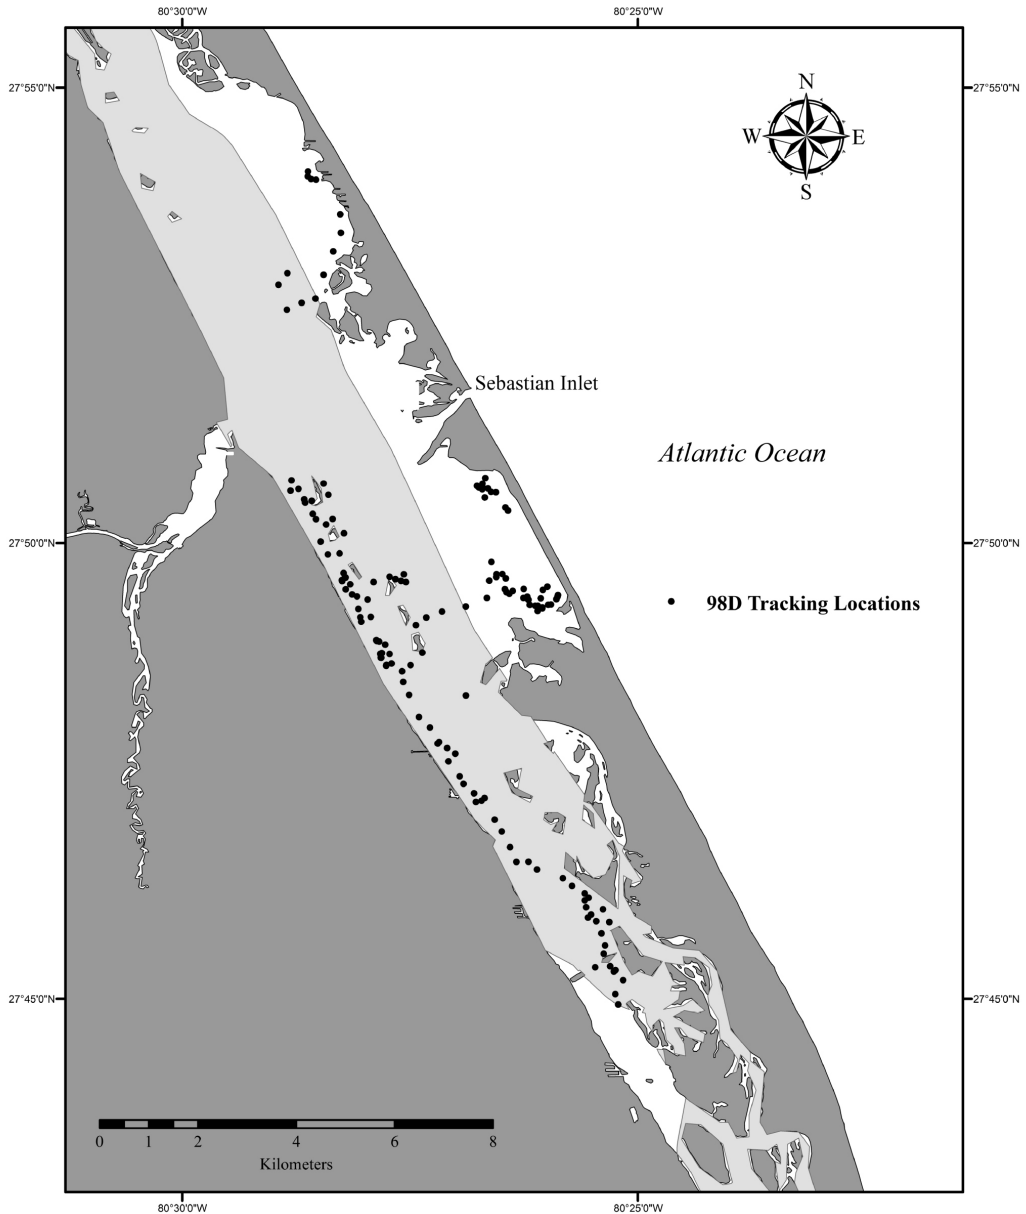 80°30'0"W 80°25'0"W
27°55'0"N 27°55'0"N
N
W E
S
Sebastian Inlet
Atlantic Ocean
27°50'0"N 27°50'0"N
98D Tracking Locations
27°45'0"N 27°45'0"N
0 1 2 4 6 8
Kilometers
80°30'0"W 80°25'0"W